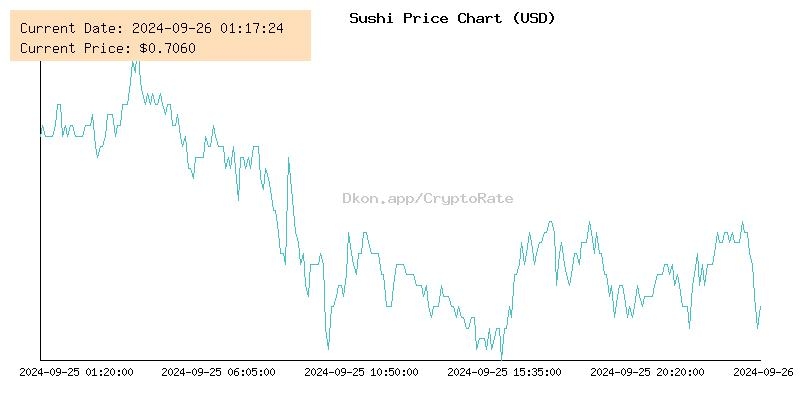 Sushi Price Chart (USD)
Current Date: 2024-09-26 01:17:24
Current Price: $0.7060
Dkon.app/CryptoRate
2024-09-25 01:20:00 2024-09-25 06:05:00 2024-09-25 10:50:00 2024-09-25 15:35:00 2024-09-25 20:20:00 2024-09-26